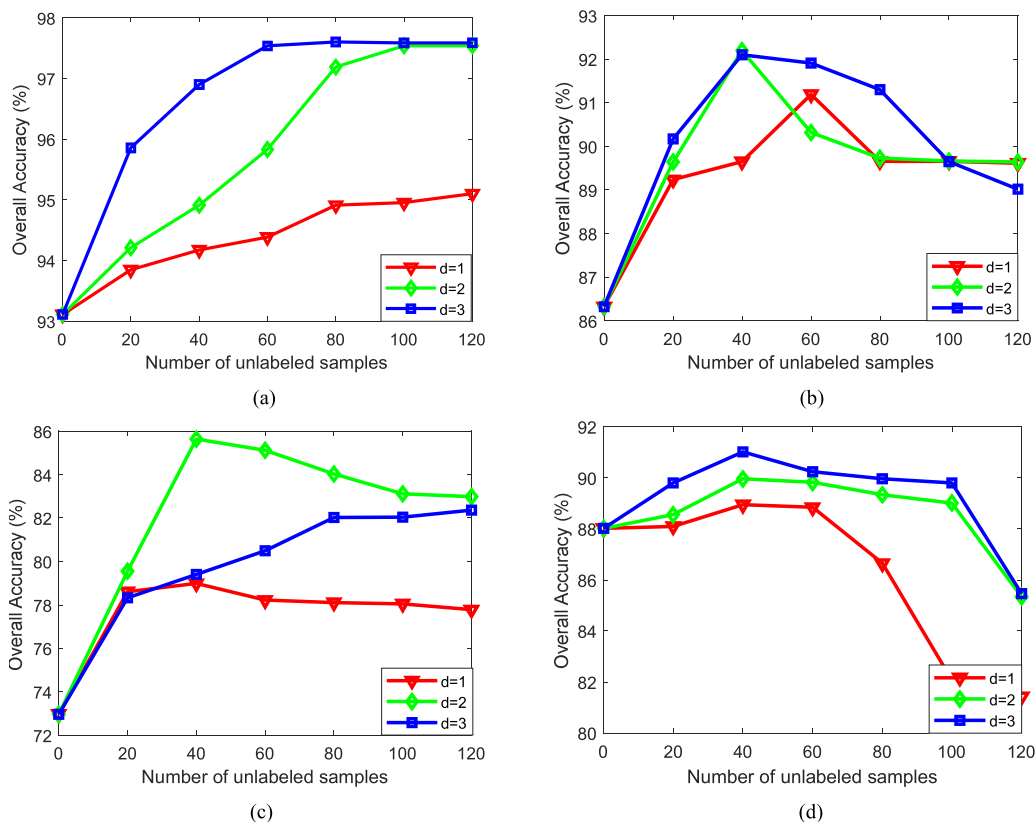 98
97
96
95
94
93
Overall Accuracy (%)
d=1
d=2
d=3
0 20 40 60 80 100 120
Number of unlabeled samples
(a)
93
92
91
90
89
88
87
86
Overall Accuracy (%)
d=1
d=2
d=3
0 20 40 60 80 100 120
Number of unlabeled samples
(b)
86
84
82
80
78
76
74
72
Overall Accuracy (%)
d=1
d=2
d=3
0 20 40 60 80 100 120
Number of unlabeled samples
(c)
92
90
88
86
84
82
80
Overall Accuracy (%)
d=1
d=2
d=3
0 20 40 60 80 100 120
Number of unlabeled samples
(d)